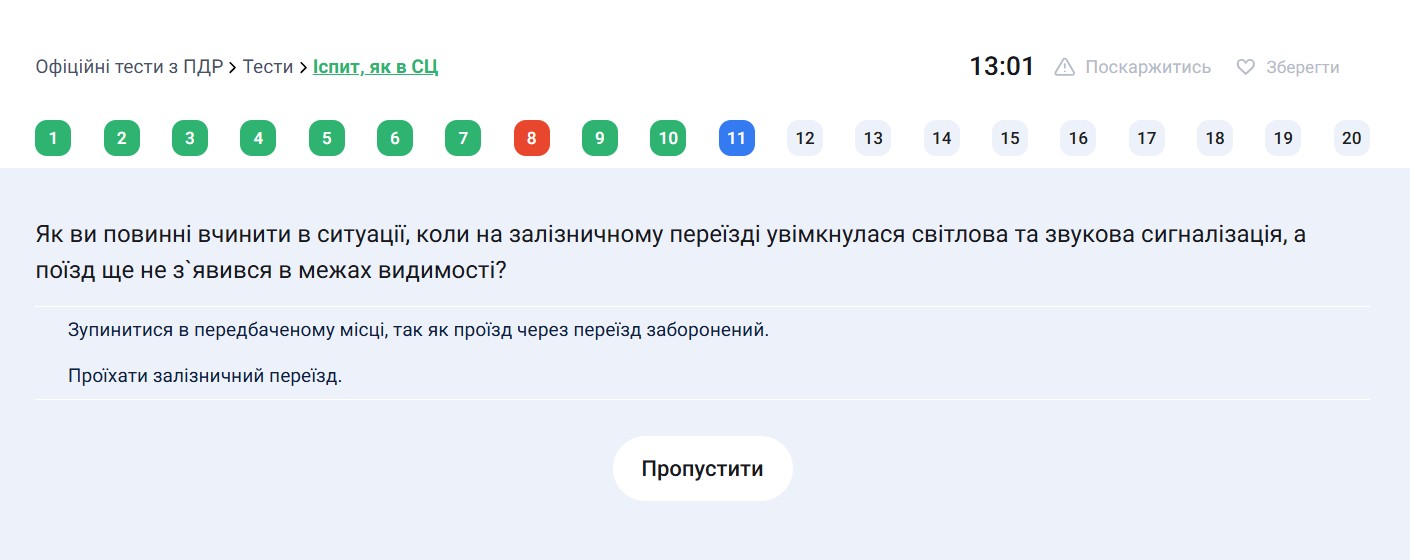 Офіційні тести з ПДР > Тести > Іспит, як в СЦ 13:01 Поскаржитись Зберегти
1 2 3 4 5 6 7 8 9 10 11 12 13 14 15 16 17 18 19 20
Як ви повинні вчинити в ситуації, коли на залізничному переїзді увімкнулася світлова та звукова сигналізація, а
поїзд ще не з`явився в межах видимості?
Зупинитися в передбаченому місці, так як проїзд через переїзд заборонений.
Проїхати залізничний переїзд.
Пропустити